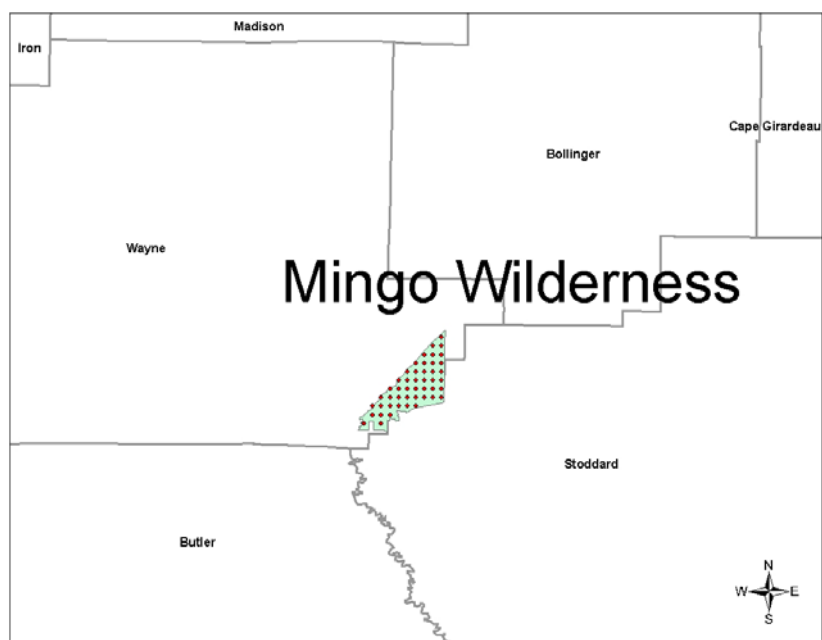 Madison
Iron
Cape Girardeau
Bollinger
Wayne
Mingo Wilderness
Stoddard
Butler
N
W E
S